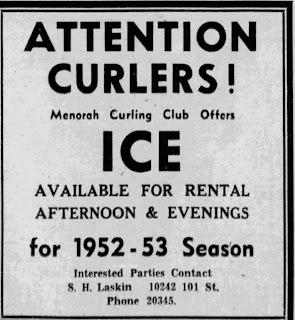 ATTENTION
CURLERS!
Menorah Curling Club Offers
ICE
AVAILABLE FOR RENTAL
AFTERNOON & EVENINGS
for 1952-53 Season
Interested Parties Contact
S. H. Laskin 10242 101 St.
Phone 20345.